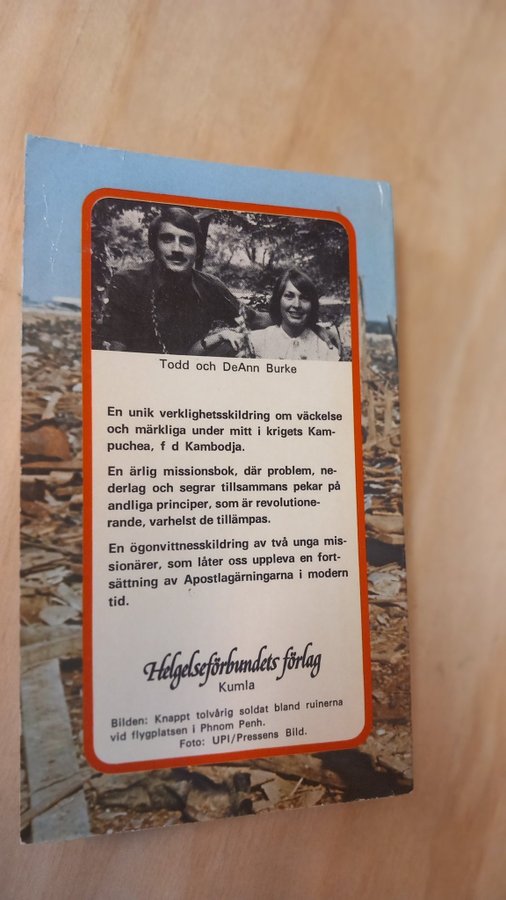 Todd och DeAnn Burke
En unik verklighetsskildring om väckelse
och märkliga under mitt i krigets Kam-
puchea, f d Kambodja.
En ärlig missionsbok, där problem, ne-
derlag och segrar tillsammans pekar på
andliga principer, som är revolutione-
rande, varhelst de tillämpas.
En ögonvittnesskildring av två unga mis-
sionärer, som låter oss uppleva en fort-
sättning av Apostlagärningarna i modern
tid.
Helgelseförbundets förlag
Kumla
Bilden: Knappt tolvårig soldat bland ruinerna
vid flygplatsen i Phnom Penh.
Foto: UPI/Pressens Bild.